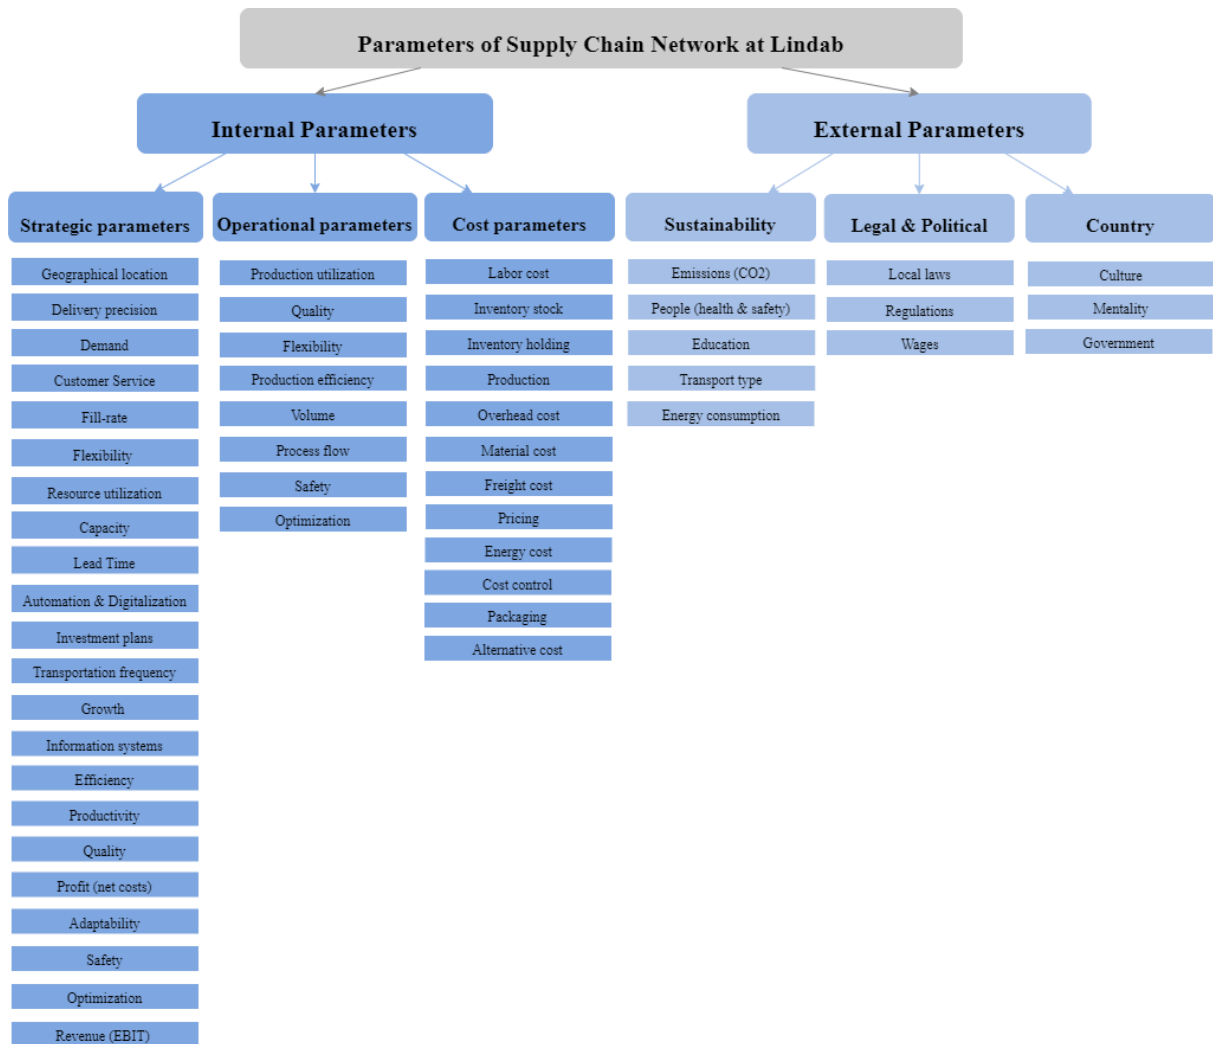 Parameters of Supply Chain Network at Lindab
Internal Parameters
External Parameters
Strategic parameters
Geographical location
Delivery precision
Demand
Customer Service
Fill-rate
Flexibility
Resource utilization
Capacity
Lead Time
Automation & Digitalization
Investment plans
Transportation frequency
Growth
Information systems
Efficiency
Productivity
Quality
Profit (net costs)
Adaptability
Safety
Optimization
Revenue (EBIT)
Operational parameters
Production utilization
Quality
Flexibility
Production efficiency
Volume
Process flow
Safety
Optimization
Cost parameters
Labor cost
Inventory stock
Inventory holding
Production
Overhead cost
Material cost
Freight cost
Pricing
Energy cost
Cost control
Packaging
Alternative cost
Sustainability
Emissions (CO2)
People (health & safety)
Education
Transport type
Energy consumption
Legal & Political
Local laws
Regulations
Wages
Country
Culture
Mentality
Government